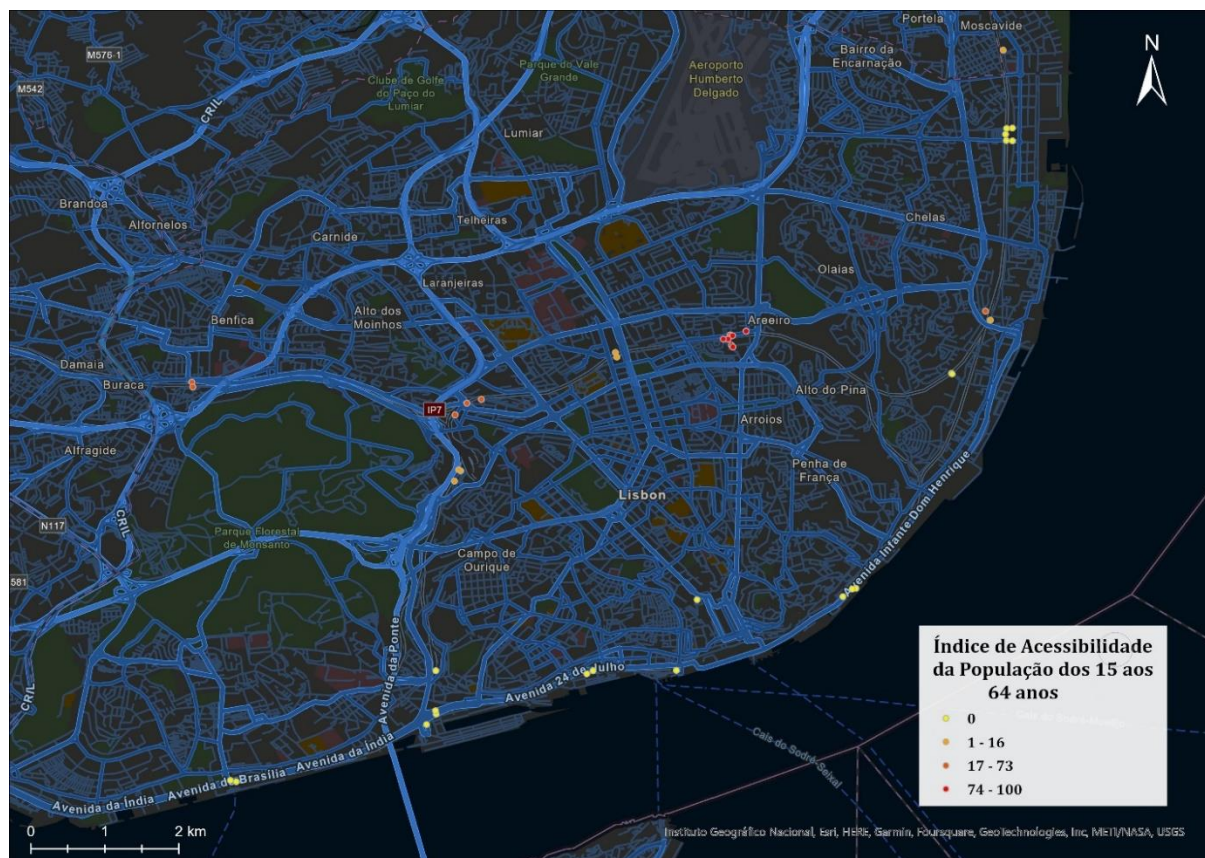 Portela
Moscavide
M576-1
Bairro da
Encarnação
N
Parque do Vale
Grande
Aeroporto
Humberto
Delgado
Clube de Golfe
do Paço do
Lumiar
M542
CRIL
Lumiar
Brandoa
Alfornelos
Telheiras
Chelas
Carnide
Olaias
Laranjeiras
Alto dos
Moinhos
Benfica
Areeiro
Damaia
Buraca
Alto do Pina
IP7
Arroios
Alfragide
Penha de
França
Lisbon
N117
CRIL
Parque Florestal
de Monsanto
Avenida Infante Dom Henrique
Campo de
Ourique
581
Avenida da Ponte
Avenida 24 de Julho
CRIL
Avenida da Índia
Avenida de Brasília
Avenida da Índia
Cais do Sodré-Seixal
Índice de Acessibilidade
da População dos 15 aos
64 anos
0
1 - 16
17 - 73
74 - 100
0 1 2 km
Instituto Geográfico Nacional, Esri, HERE, Garmin, Foursquare, GeoTechnologies, Inc, METI/NASA, USGS